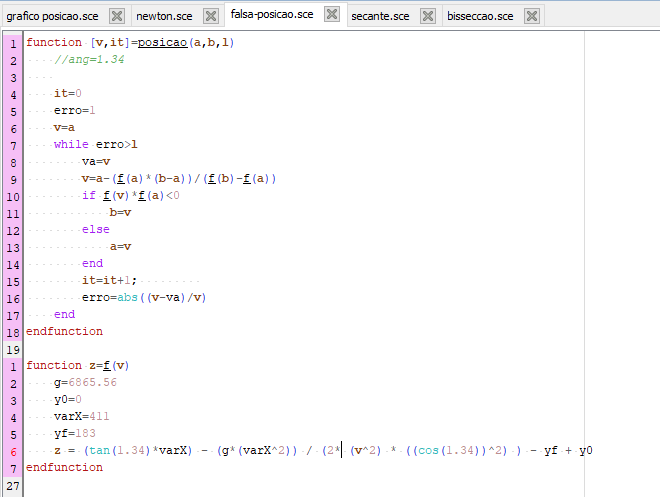 grafico posicao.sce newton.sce falsa-posicao.sce secante.sce bisseccao.sce
1 function [v,it]=posicao(a,b,l)
2 //ang=1.34
3
4 it=0
5 erro=1
6 v=a
7 while erro>l
8 va=v
9 v=a-(f(a)*(b-a))/(f(b)-f(a))
10 if f(v)*f(a)<0
11 b=v
12 else
13 a=v
14 end
15 it=it+1;
16 erro=abs((v-va)/v)
17 end
18 endfunction
19
1 function z=f(v)
2 g=6865.56
3 y0=0
4 varX=411
5 yf=183
6 z = (tan(1.34)*varX) - (g*(varX^2)) / (2* (v^2) * ((cos(1.34))^2) ) - yf + y0
7 endfunction
27